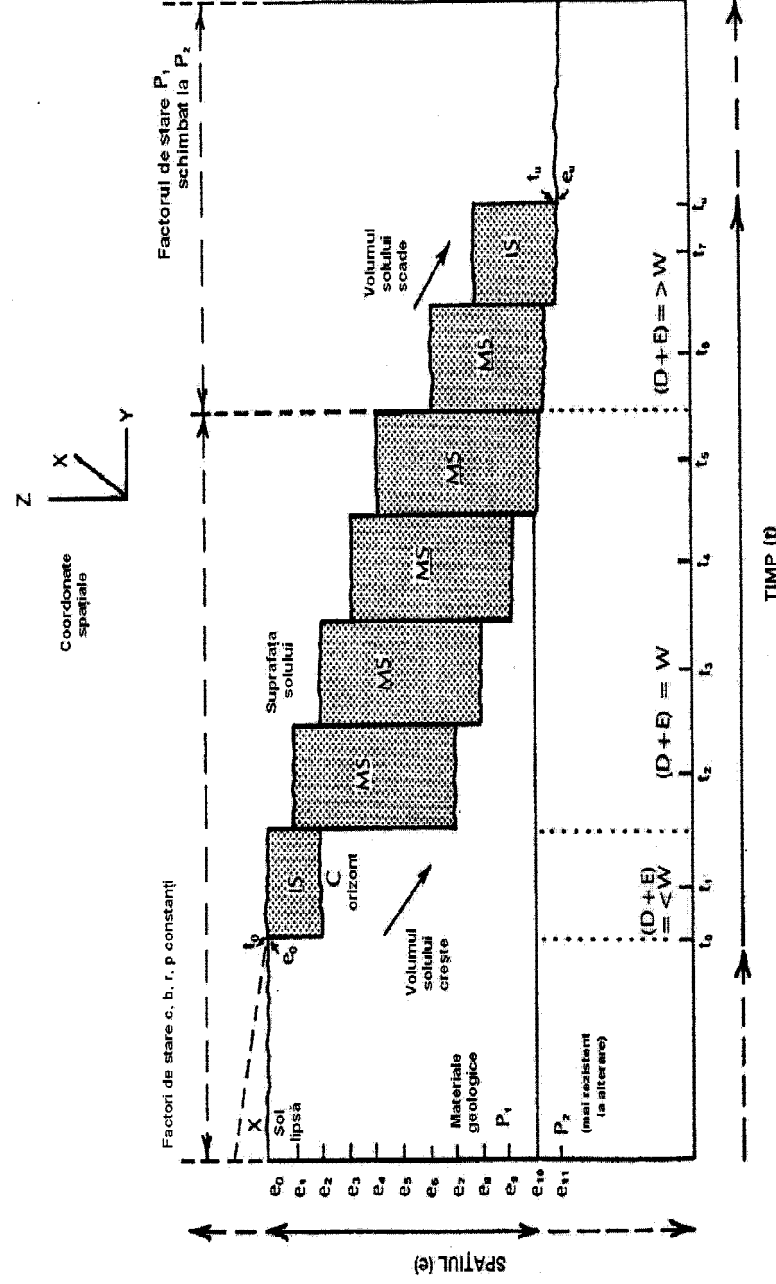 Factori de stare c, b, r, p constanți
Factorul de stare P₁
schimbat la P₂
Coordonate
spațiale
Z
X
Y
X
Sol
lipsă
t₀
e₀
IS
C
orizont
Suprafața
solului
MS
MS
MS
MS
MS
IS
Volumul
solului
scade
tᵤ
eᵤ
Volumul
solului
crește
Materiale
geologice
P₁
P₂
(mai rezistent
la alterare)
SPAȚIUL (e)
e₀
e₁
e₂
e₃
e₄
e₅
e₆
e₇
e₈
e₉
e₁₀
e₁₁
(D+E)
=<W
(D+E) = W
(D+E)=>W
t₀
t₁
t₂
t₃
t₄
t₅
t₆
t₇
tᵤ
TIMP (t)